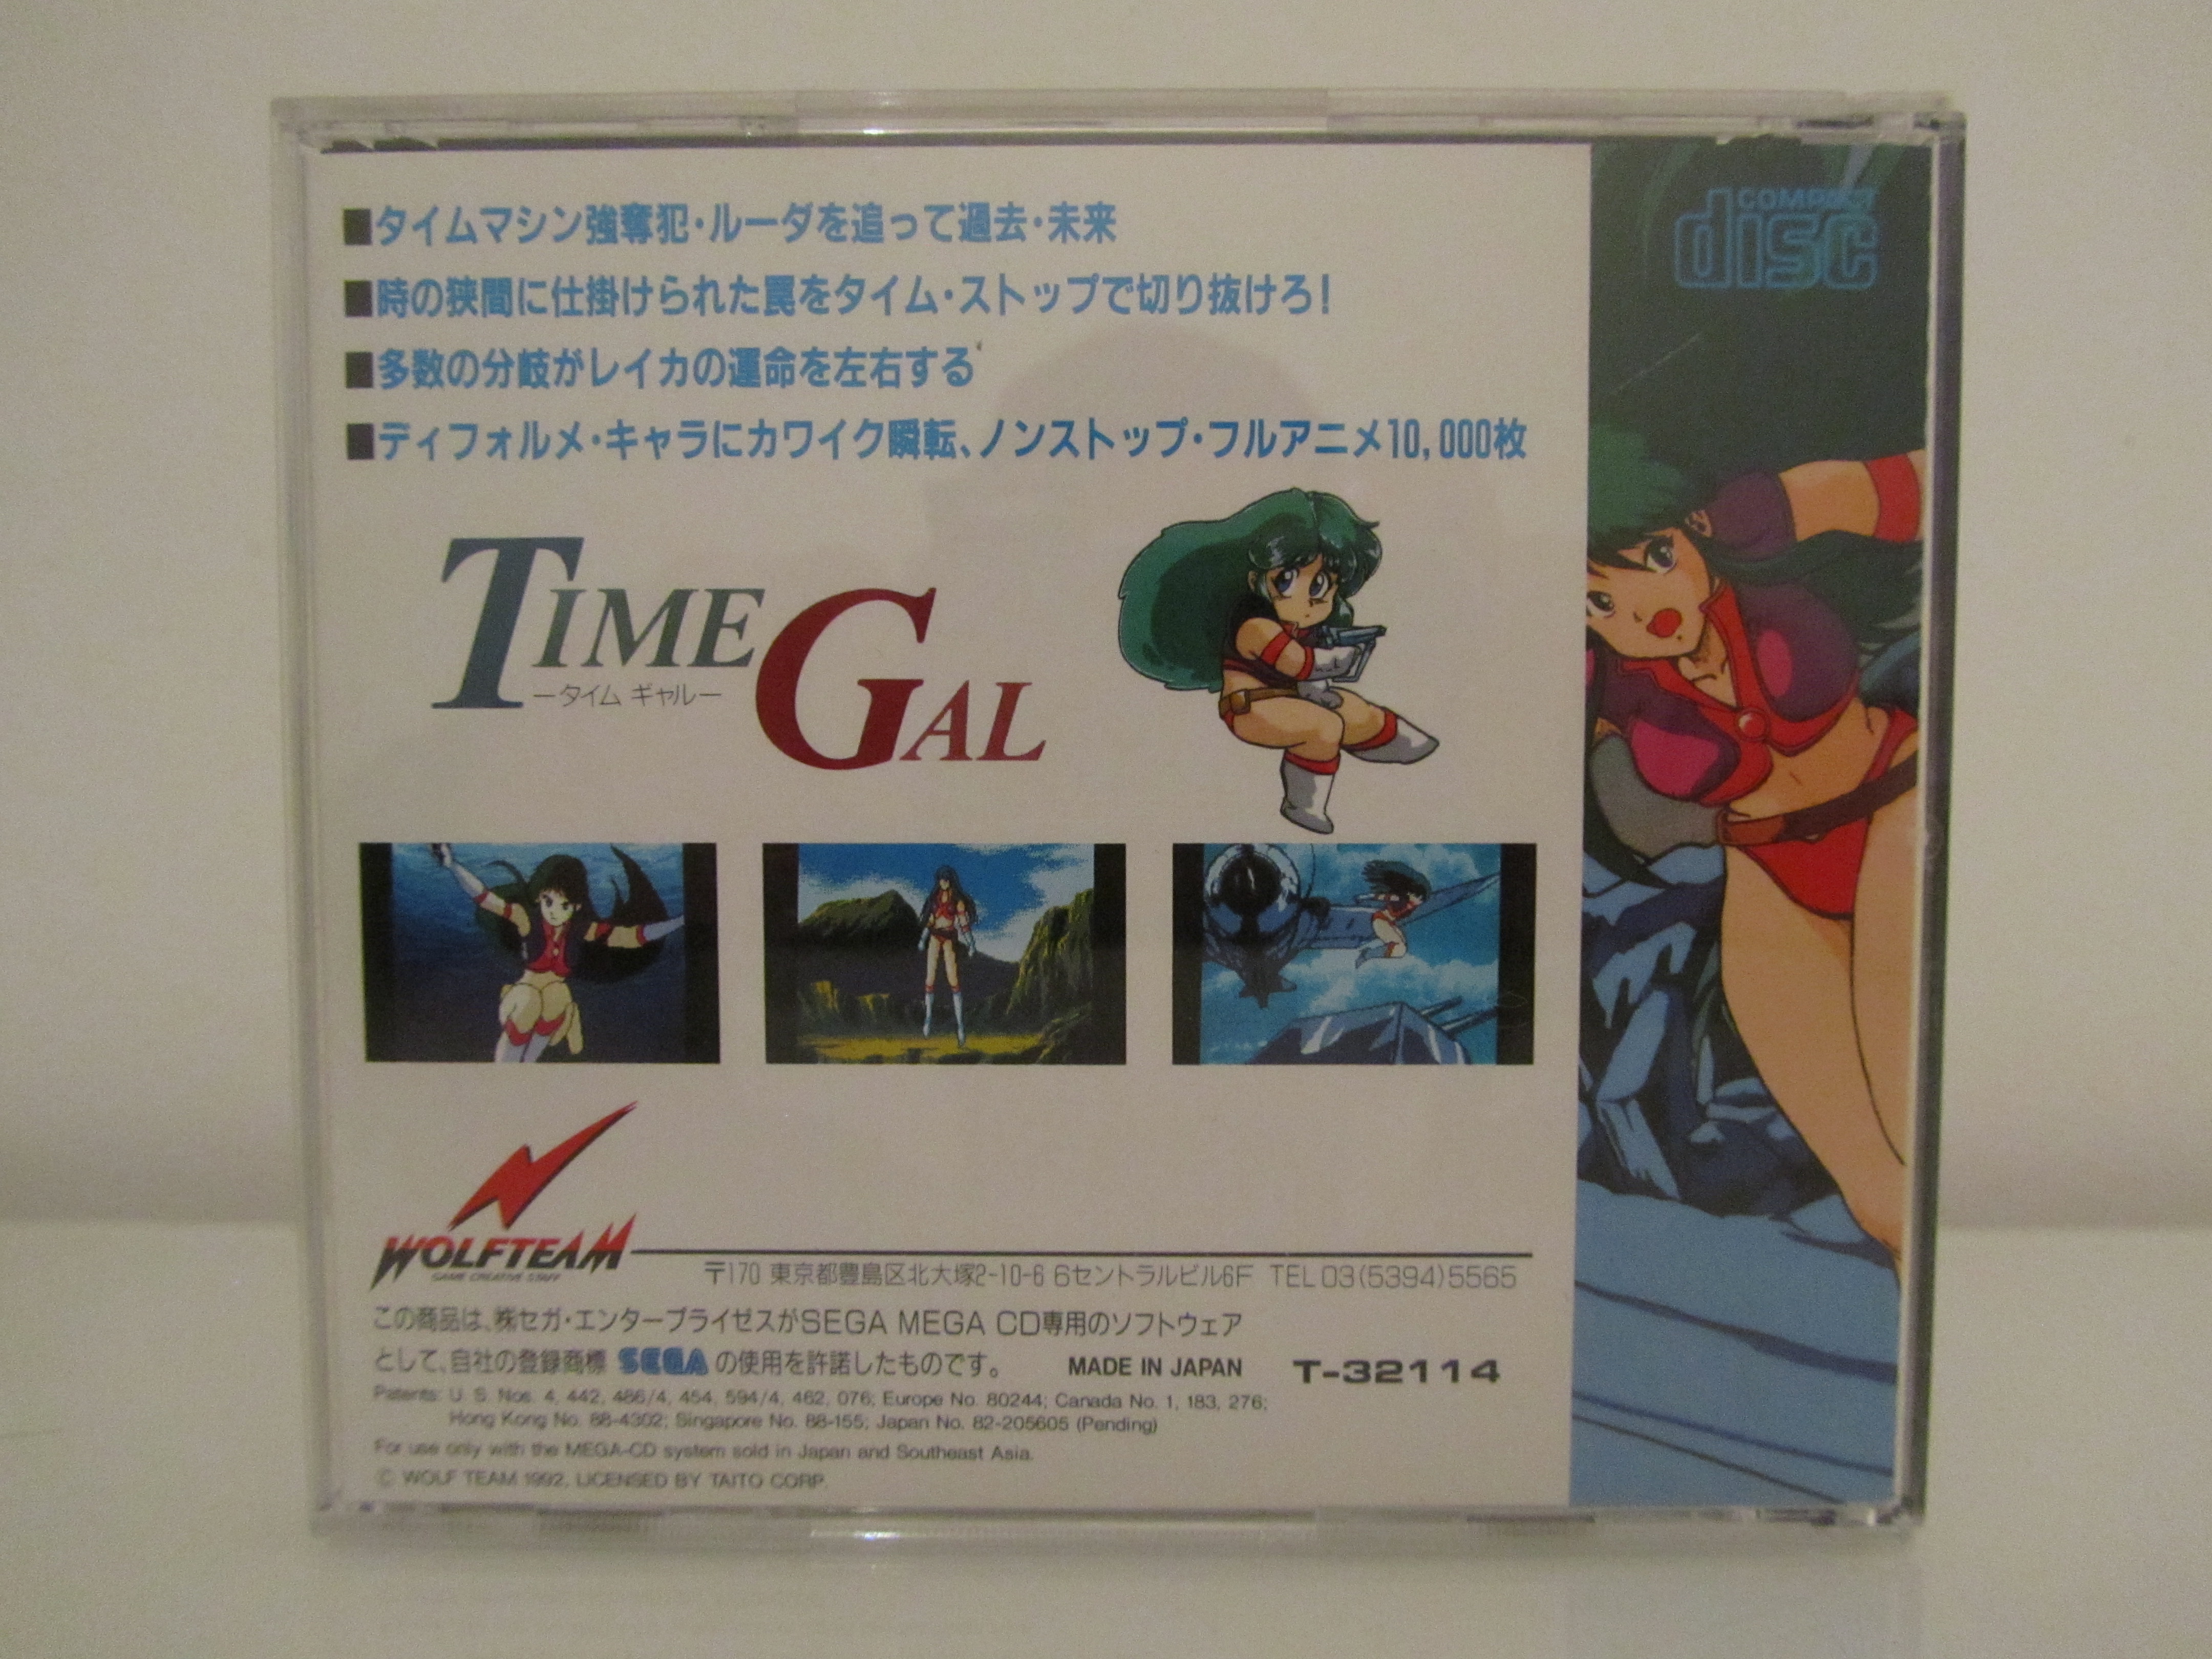 ■タイムマシン強奪犯・ルーダを追って過去・未来
■時の狭間に仕掛けられた罠をタイム・ストップで切り抜けろ!
■多数の分岐がレイカの運命を左右する
■ディフォルメ・キャラにカワイク瞬転、ノンストップ・フルアニメ10,000枚
COMPACT
disc
TIME GAL
ータイム ギャルー
WOLFTEAM
GAME CREATIVE STAFF
〒170 東京都豊島区北大塚2-10-6 6セントラルビル6F TEL 03(5394)5565
この商品は、㈱セガ・エンタープライゼスがSEGA MEGA CD専用のソフトウェア
として、自社の登録商標 SEGA の使用を許諾したものです。 MADE IN JAPAN T-32114
Patents: U. S. Nos. 4, 442, 486/4, 454, 594/4, 462, 076; Europe No. 80244; Canada No. 1, 183, 276;
Hong Kong No. 88-4302; Singapore No. 88-155; Japan No. 82-205605 (Pending)
For use only with the MEGA-CD system sold in Japan and Southeast Asia.
© WOLF TEAM 1992, LICENSED BY TAITO CORP.